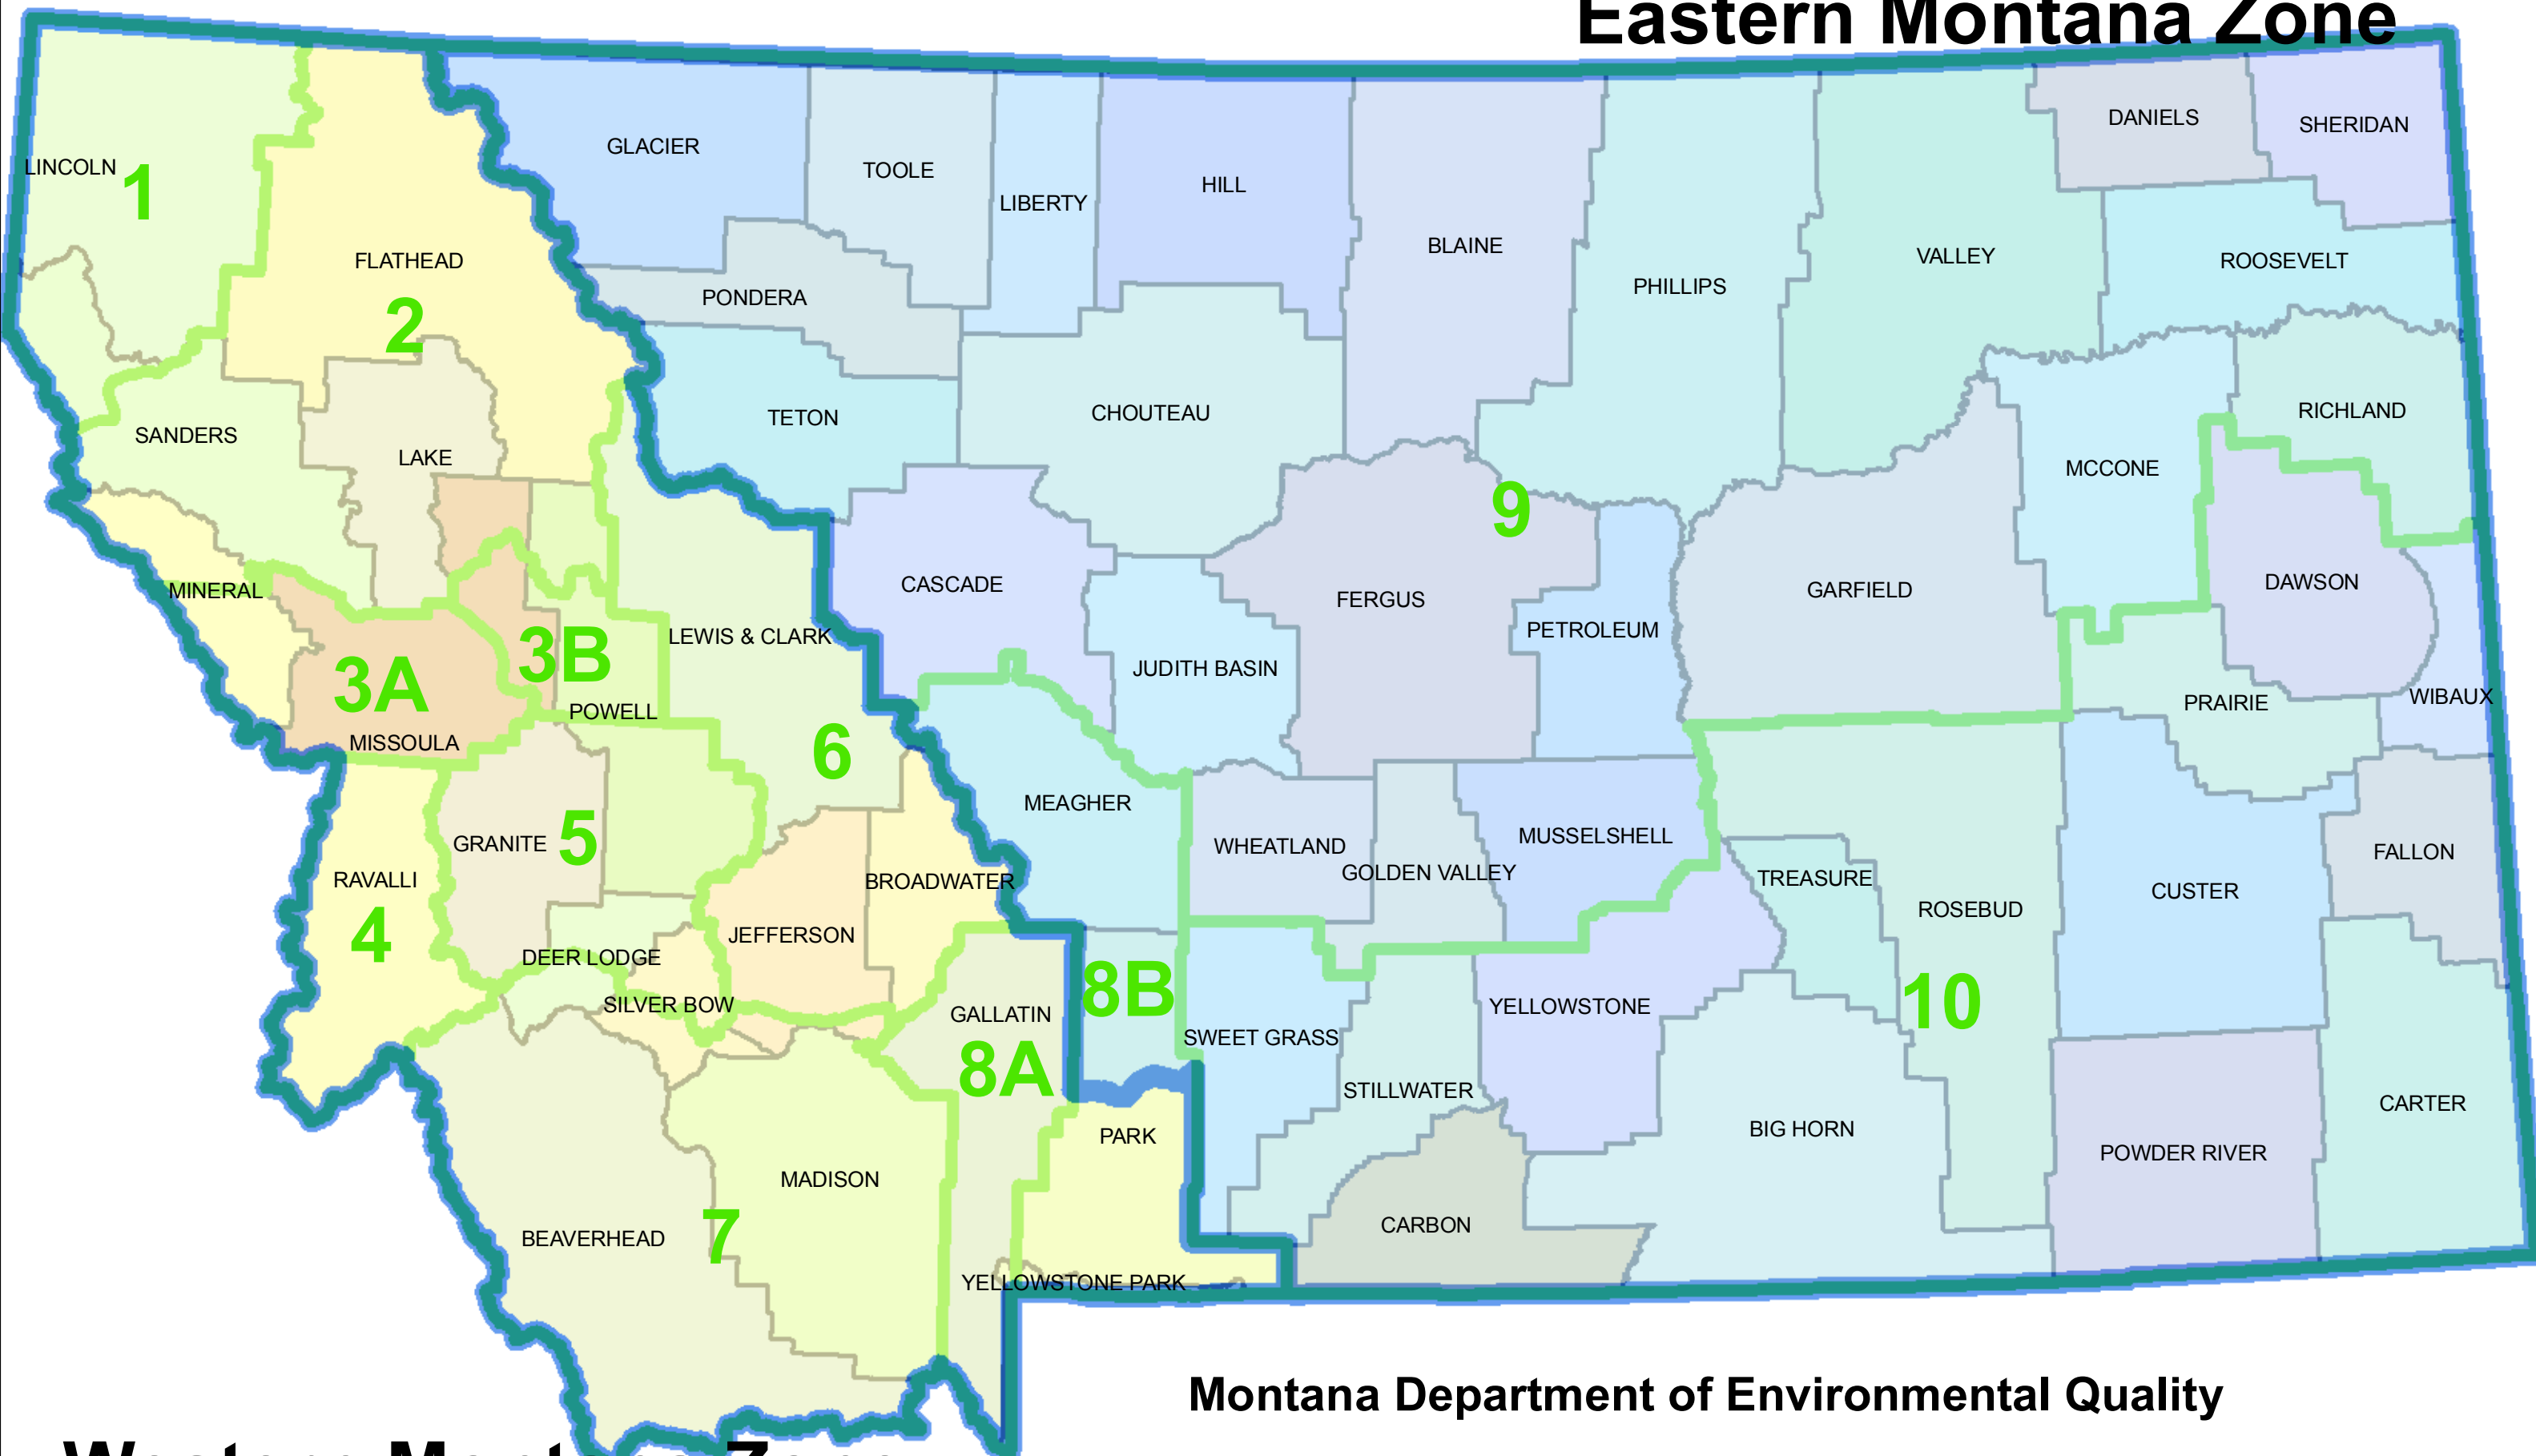 Eastern Montana Zone
DANIELS
SHERIDAN
GLACIER
TOOLE
LINCOLN
1
HILL
LIBERTY
BLAINE
VALLEY
ROOSEVELT
FLATHEAD
PHILLIPS
PONDERA
2
RICHLAND
CHOUTEAU
TETON
SANDERS
LAKE
MCCONE
9
DAWSON
CASCADE
MINERAL
GARFIELD
FERGUS
PETROLEUM
LEWIS & CLARK
3B
JUDITH BASIN
3A
WIBAUX
PRAIRIE
POWELL
MISSOULA
6
MEAGHER
MUSSELSHELL
GRANITE
5
WHEATLAND
FALLON
GOLDEN VALLEY
TREASURE
RAVALLI
BROADWATER
CUSTER
ROSEBUD
4
JEFFERSON
DEER LODGE
8B
10
SILVER BOW
YELLOWSTONE
GALLATIN
SWEET GRASS
8A
STILLWATER
CARTER
BIG HORN
PARK
POWDER RIVER
MADISON
CARBON
BEAVERHEAD
7
YELLOWSTONE PARK
Montana Department of Environmental Quality
Western Montana Zone